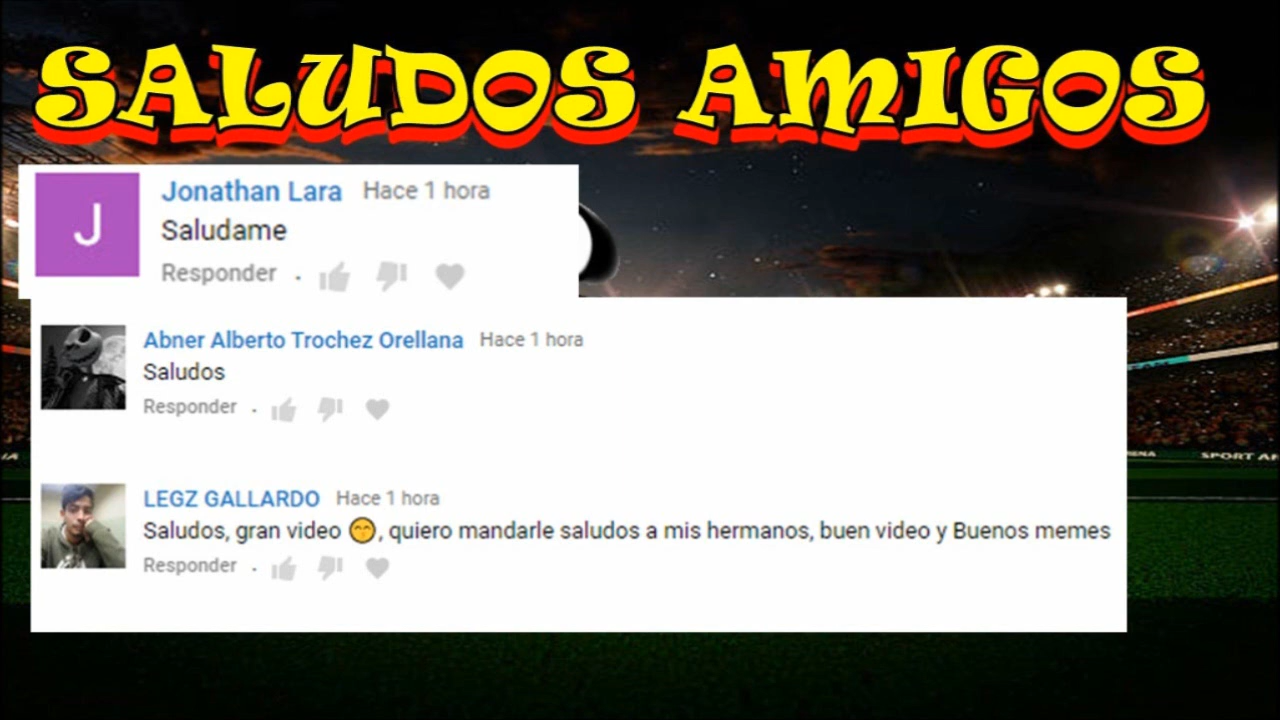 SALUDOS AMIGOS
J
Jonathan Lara Hace 1 hora
Saludame
Responder .
Abner Alberto Trochez Orellana Hace 1 hora
Saludos
Responder .
LEGZ GALLARDO Hace 1 hora
Saludos, gran video 😁, quiero mandarle saludos a mis hermanos, buen video y Buenos memes
Responder .
SPORT